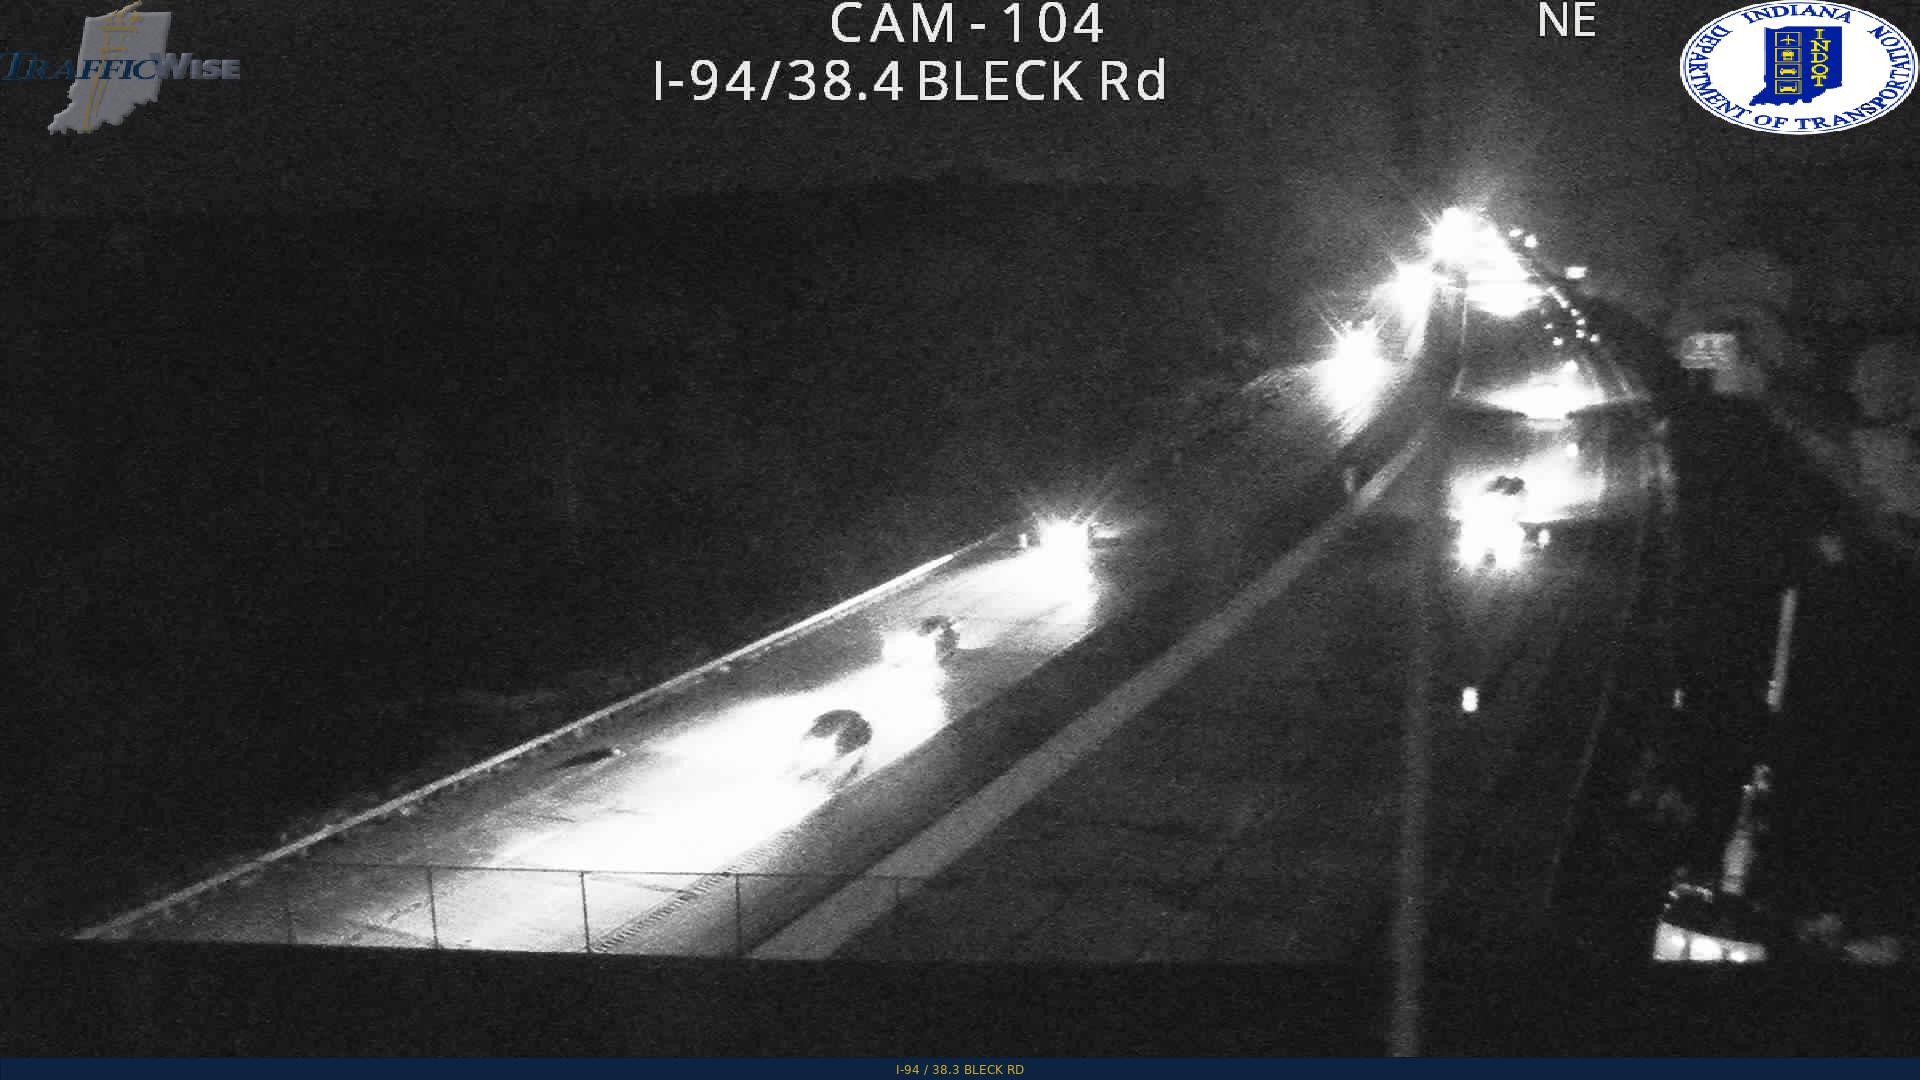 TRAFFICWISE
CAM-104
I-94/38.4 BLECK Rd
NE
INDIANA
DEPARTMENT OF TRANSPORTATION
INDOT
I-94 / 38.3 BLECK RD